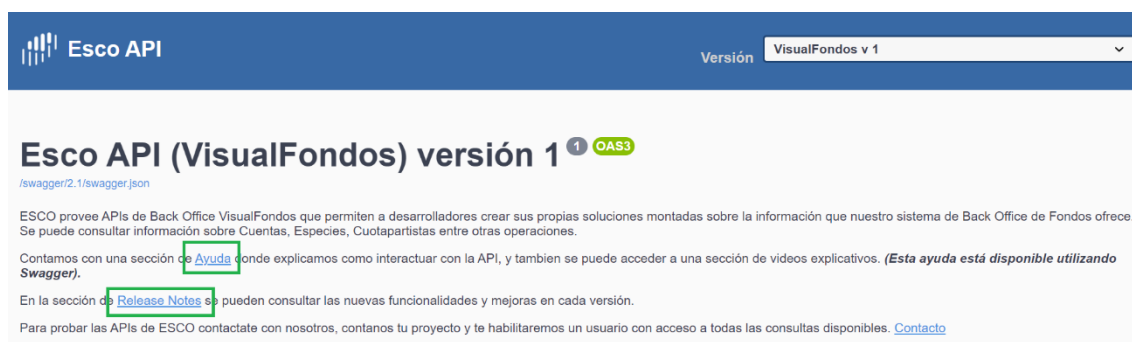 Esco API
Versión
VisualFondos v 1
Esco API (VisualFondos) versión 1 1 OAS3
/swagger/2.1/swagger.json
ESCO provee APIs de Back Office VisualFondos que permiten a desarrolladores crear sus propias soluciones montadas sobre la información que nuestro sistema de Back Office de Fondos ofrece.
Se puede consultar información sobre Cuentas, Especies, Cuotapartistas entre otras operaciones.
Contamos con una sección de Ayuda donde explicamos como interactuar con la API, y tambien se puede acceder a una sección de videos explicativos. (Esta ayuda está disponible utilizando
Swagger).
En la sección de Release Notes se pueden consultar las nuevas funcionalidades y mejoras en cada versión.
Para probar las APIs de ESCO contactate con nosotros, contanos tu proyecto y te habilitaremos un usuario con acceso a todas las consultas disponibles. Contacto